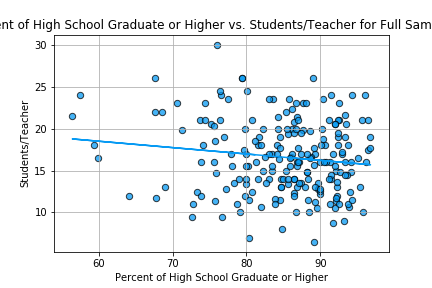 ent of High School Graduate or Higher vs. Students/Teacher for Full Sam
30
25
20
15
10
Students/Teacher
60 70 80 90
Percent of High School Graduate or Higher